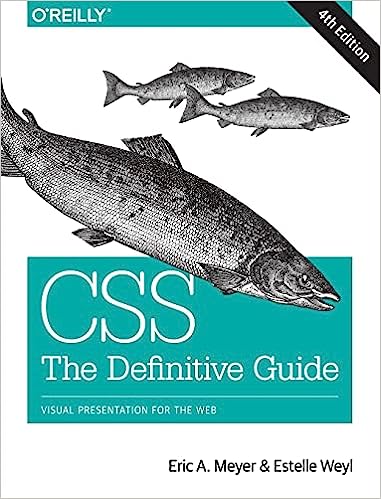 O'REILLY®
4th Edition
CSS
The Definitive Guide
VISUAL PRESENTATION FOR THE WEB
Eric A. Meyer & Estelle Weyl